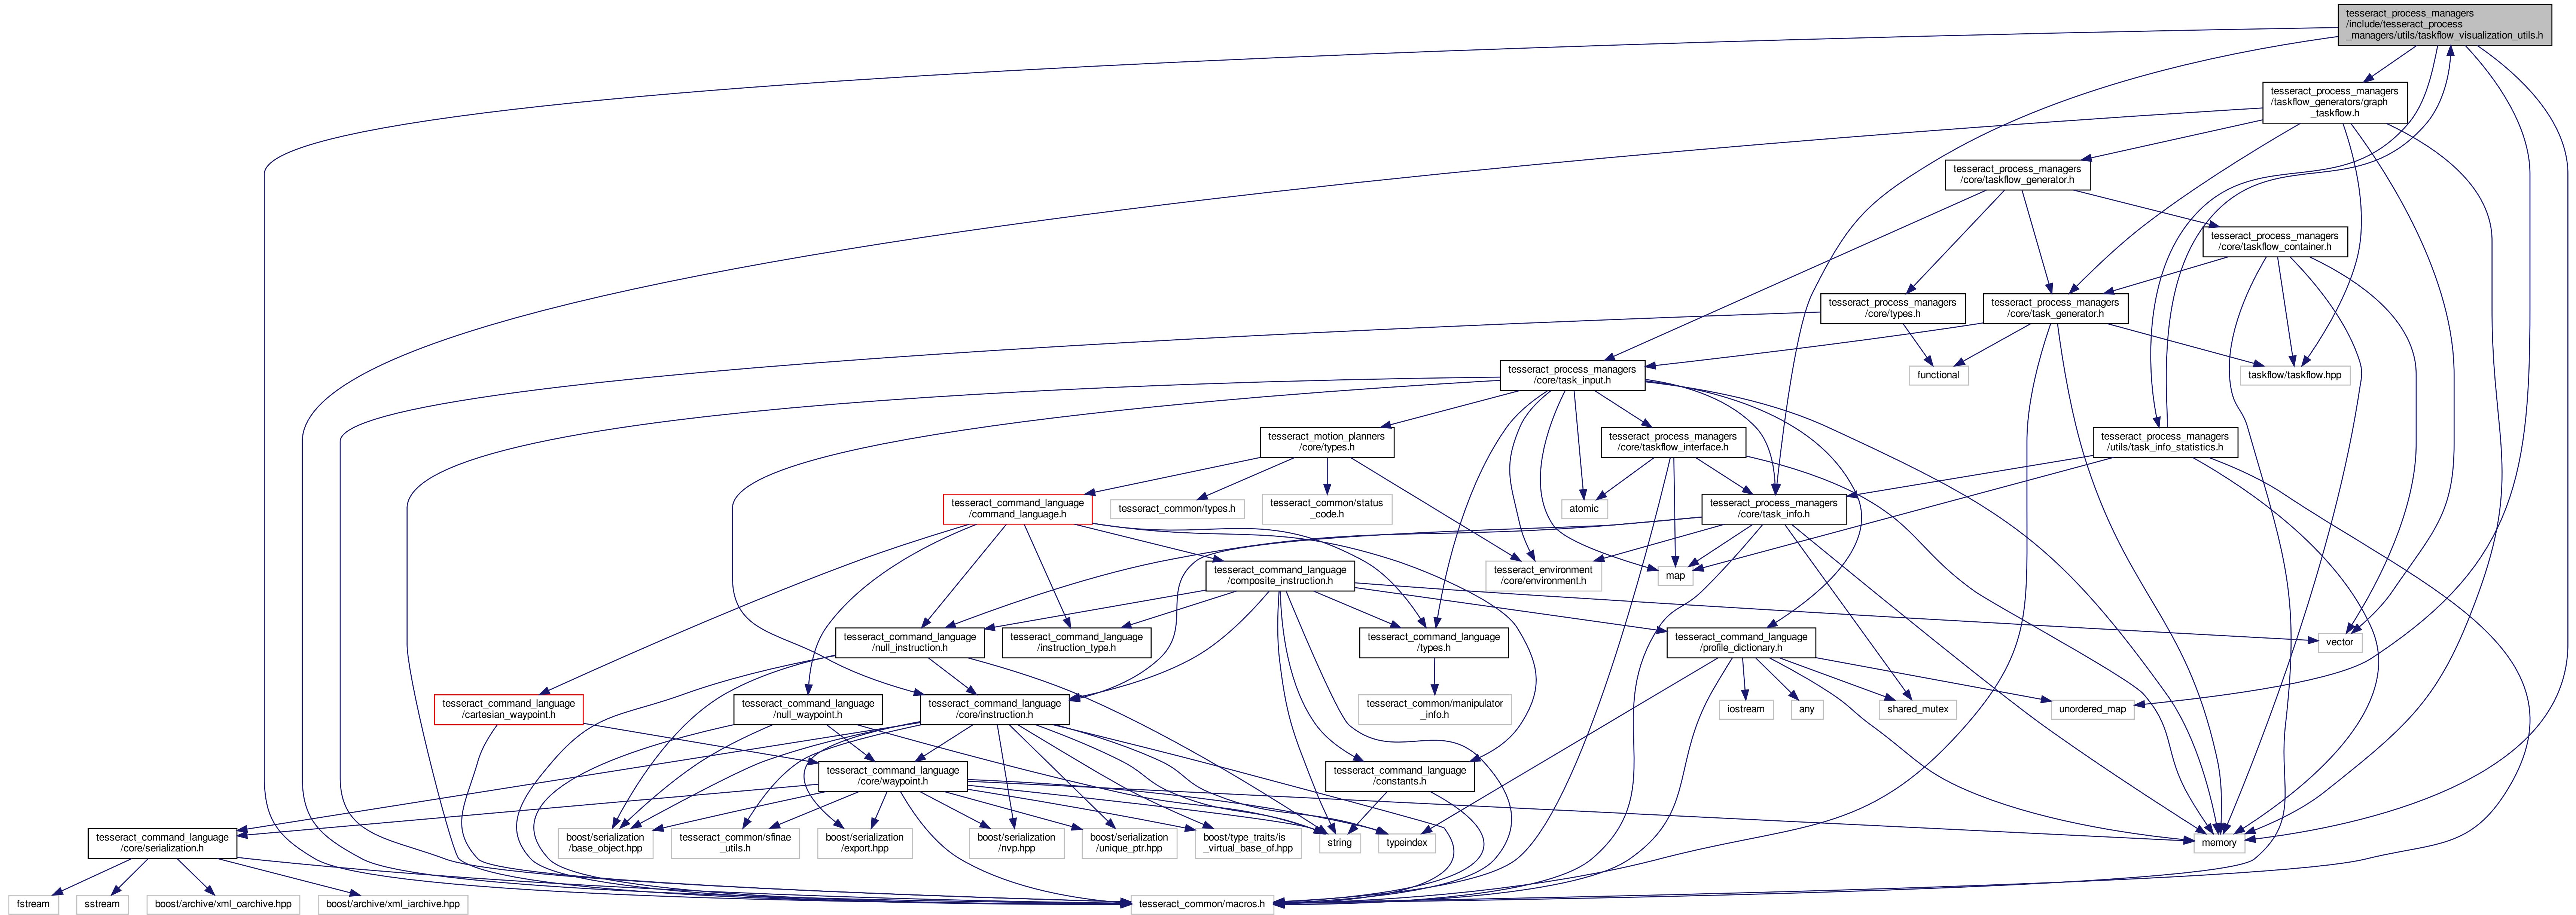 tesseract_process_managers
/include/tesseract_process
_managers/utils/taskflow_visualization_utils.h
tesseract_process_managers
/taskflow_generators/graph
_taskflow.h
tesseract_process_managers
/core/taskflow_generator.h
tesseract_process_managers
/core/taskflow_container.h
tesseract_process_managers
/core/types.h
tesseract_process_managers
/core/task_generator.h
tesseract_process_managers
/core/task_input.h
functional
taskflow/taskflow.hpp
tesseract_motion_planners
/core/types.h
tesseract_process_managers
/core/taskflow_interface.h
tesseract_process_managers
/utils/task_info_statistics.h
tesseract_command_language
/command_language.h
tesseract_common/types.h
tesseract_common/status
_code.h
atomic
tesseract_process_managers
/core/task_info.h
tesseract_command_language
/composite_instruction.h
tesseract_environment
/core/environment.h
map
tesseract_command_language
/null_instruction.h
tesseract_command_language
/instruction_type.h
tesseract_command_language
/types.h
tesseract_command_language
/profile_dictionary.h
vector
tesseract_command_language
/cartesian_waypoint.h
tesseract_command_language
/null_waypoint.h
tesseract_command_language
/core/instruction.h
tesseract_common/manipulator
_info.h
iostream
any
shared_mutex
unordered_map
tesseract_command_language
/core/waypoint.h
tesseract_command_language
/constants.h
tesseract_command_language
/core/serialization.h
boost/serialization
/base_object.hpp
tesseract_common/sfinae
_utils.h
boost/serialization
/export.hpp
boost/serialization
/nvp.hpp
boost/serialization
/unique_ptr.hpp
boost/type_traits/is
_virtual_base_of.hpp
string
typeindex
memory
fstream
sstream
boost/archive/xml_oarchive.hpp
boost/archive/xml_iarchive.hpp
tesseract_common/macros.h